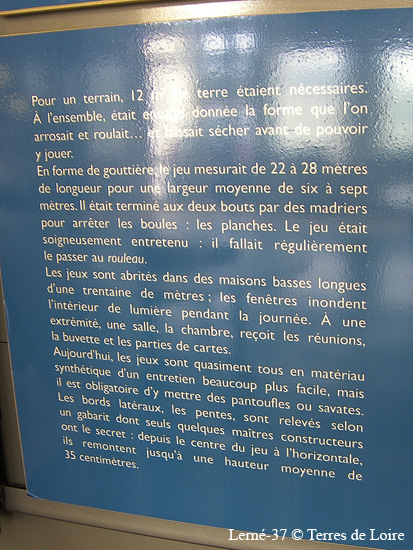 Pour un terrain, 12 m terre étaient nécessaires.
À l'ensemble, était donnée la forme que l'on
arrosait et roulait... et laissait sécher avant de pouvoir
y jouer.
En forme de gouttière, le jeu mesurait de 22 à 28 mètres
de longueur pour une largeur moyenne de six à sept
mètres. Il était terminé aux deux bouts par des madriers
pour arrêter les boules : les planches. Le jeu était
soigneusement entretenu : il fallait régulièrement
le passer au rouleau.
Les jeux sont abrités dans des maisons basses longues
d'une trentaine de mètres ; les fenêtres inondent
l'intérieur de lumière pendant la journée. À une
extrémité, une salle, la chambre, reçoit les réunions,
la buvette et les parties de cartes.
Aujourd'hui, les jeux sont quasiment tous en matériau
synthétique d'un entretien beaucoup plus facile, mais
il est obligatoire d'y mettre des pantoufles ou savates.
Les bords latéraux, les pentes, sont relevés selon
un gabarit dont seuls quelques maîtres constructeurs
ont le secret : depuis le centre du jeu à l'horizontale,
ils remontent jusqu'à une hauteur moyenne de
35 centimètres.
Lerné-37 © Terres de Loire